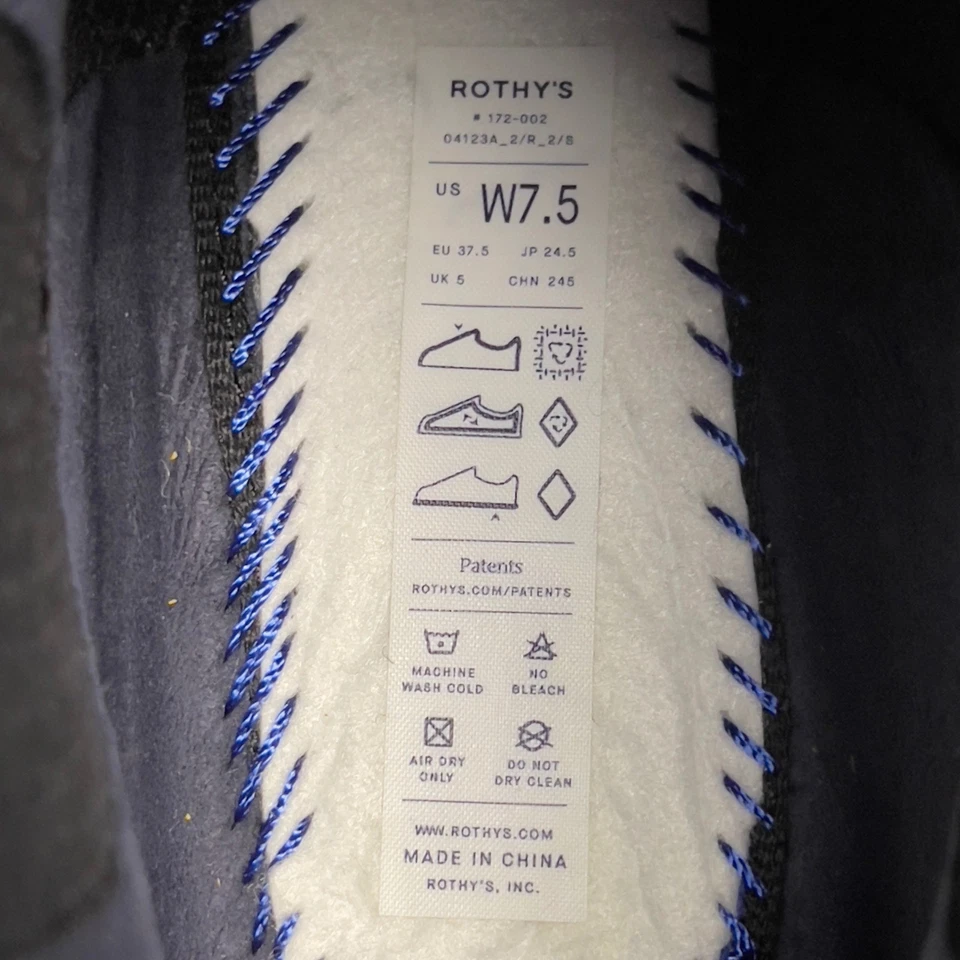 ROTHY'S
# 172-002
04123A_2/R_2/S
US W7.5
EU 37.5 JP 24.5
UK 5 CHN 245
Patents
ROTHYS.COM/PATENTS
MACHINE WASH COLD
NO BLEACH
AIR DRY ONLY
DO NOT DRY CLEAN
WWW.ROTHYS.COM
MADE IN CHINA
ROTHY'S, INC.